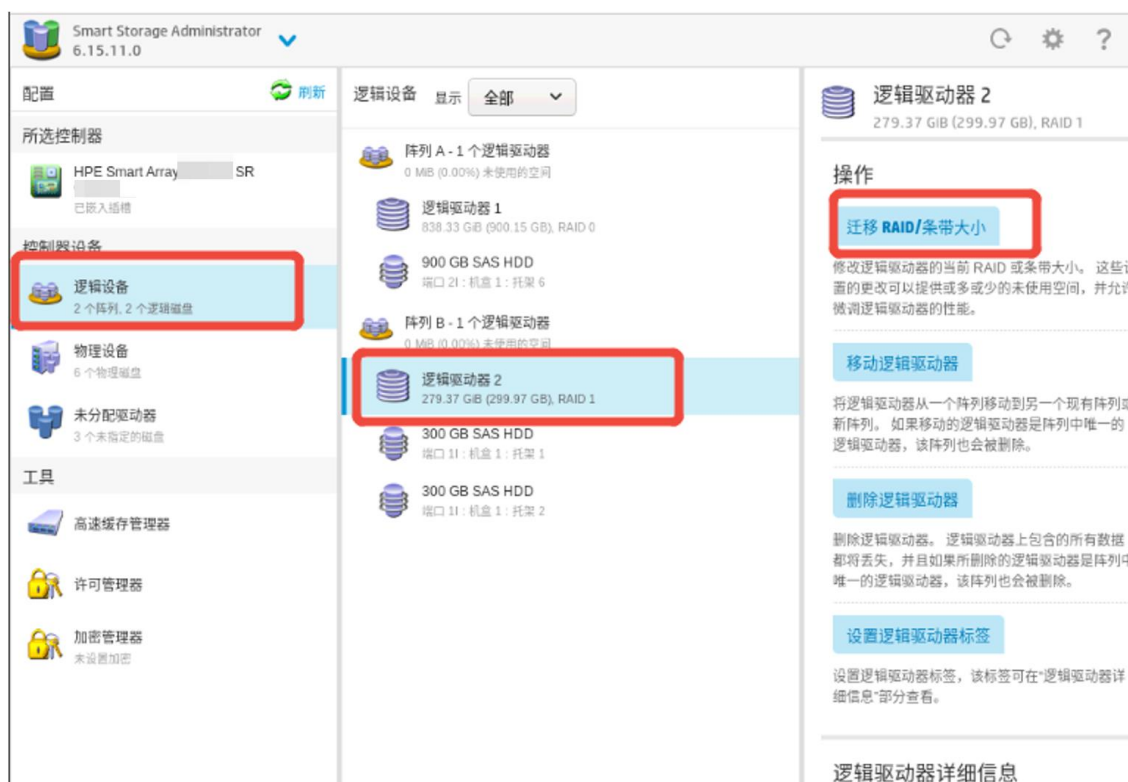 Smart Storage Administrator
6.15.11.0
配置
刷新
所选控制器
HPE Smart Array SR
已嵌入插槽
控制器设备
逻辑设备
2 个阵列, 2 个逻辑磁盘
物理设备
6 个物理磁盘
未分配驱动器
3 个未指定的磁盘
工具
高速缓存管理器
许可管理器
加密管理器
未设置加密
逻辑设备 显示 全部
阵列 A - 1 个逻辑驱动器
0 MiB (0.00%) 未使用的空间
逻辑驱动器 1
838.33 GiB (900.15 GB), RAID 0
900 GB SAS HDD
端口 2I : 机盒 1 : 托架 6
阵列 B - 1 个逻辑驱动器
0 MiB (0.00%) 未使用的空间
逻辑驱动器 2
279.37 GiB (299.97 GB), RAID 1
300 GB SAS HDD
端口 1I : 机盒 1 : 托架 1
300 GB SAS HDD
端口 1I : 机盒 1 : 托架 2
?
逻辑驱动器 2
279.37 GiB (299.97 GB), RAID 1
操作
迁移 RAID/条带大小
修改逻辑驱动器的当前 RAID 或条带大小。 这些
置的更改可以提供或多或少的未使用空间，并允许
微调逻辑驱动器的性能。
移动逻辑驱动器
将逻辑驱动器从一个阵列移动到另一个现有阵列或
新阵列。 如果移动的逻辑驱动器是阵列中唯一的
逻辑驱动器，该阵列也会被删除。
删除逻辑驱动器
删除逻辑驱动器。 逻辑驱动器上包含的所有数据
都将丢失，并且如果所删除的逻辑驱动器是阵列中
唯一的逻辑驱动器，该阵列也会被删除。
设置逻辑驱动器标签
设置逻辑驱动器标签，该标签可在“逻辑驱动器详
细信息”部分查看。
逻辑驱动器详细信息